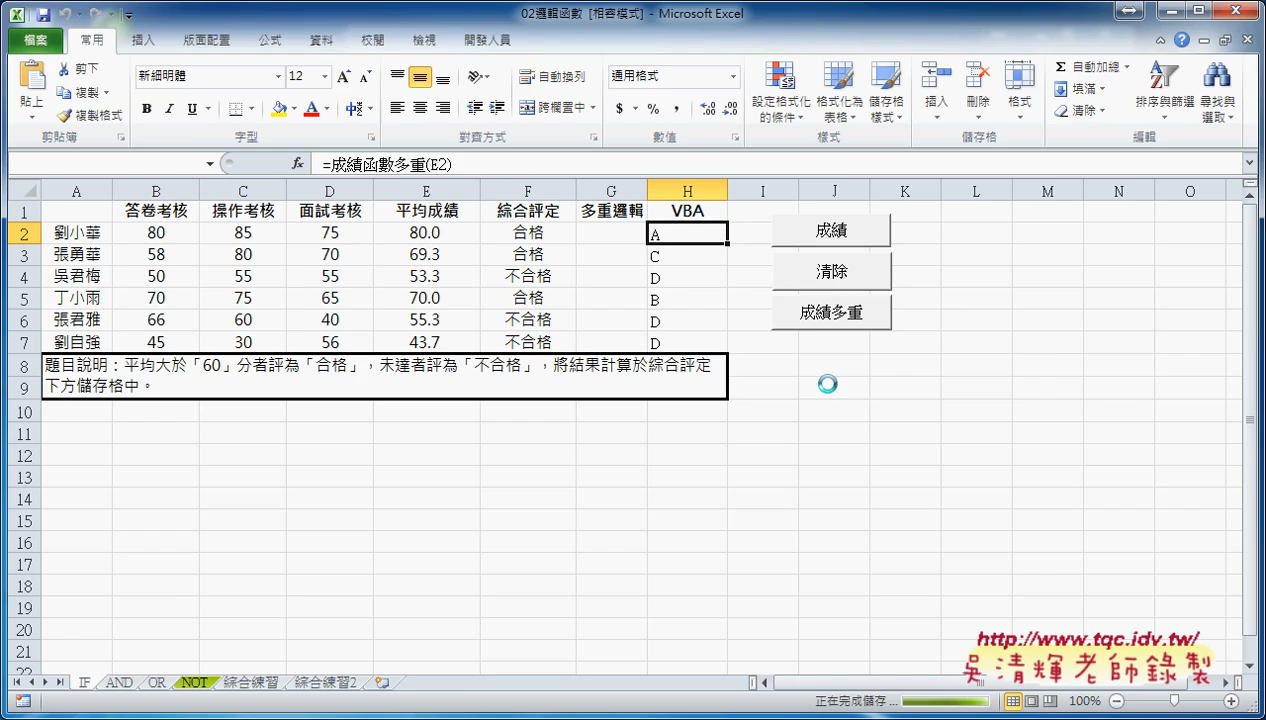 02邏輯函數 [相容模式] - Microsoft Excel
檔案 常用 插入 版面配置 公式 資料 校閱 檢視 開發人員
貼上 剪下 複製 複製格式 剪貼簿
新細明體 12 B I U A 字型
自動換列 跨欄置中 對齊方式
通用格式 $ % , 數值
設定格式化的條件 格式化為表格 儲存格樣式 樣式
插入 刪除 格式 儲存格
Σ 自動加總 填滿 清除 排序與篩選 尋找與選取 編輯
fx =成績函數多重(E2)
A B C D E F G H I J K L M N O
1 答卷考核 操作考核 面試考核 平均成績 綜合評定 多重邏輯 VBA
2 劉小華 80 85 75 80.0 合格 A
3 張勇華 58 80 70 69.3 合格 C
4 吳君梅 50 55 55 53.3 不合格 D
5 丁小雨 70 75 65 70.0 合格 B
6 張君雅 66 60 40 55.3 不合格 D
7 劉自強 45 30 56 43.7 不合格 D
成績
清除
成績多重
8 題目說明：平均大於「60」分者評為「合格」，未達者評為「不合格」，將結果計算於綜合評定
9 下方儲存格中。
10
11
12
13
14
15
16
17
18
19
20
21
22
http://www.tqc.idv.tw/
吳清輝老師錄製
IF AND OR NOT 綜合練習 綜合練習2
正在完成儲存... 100%